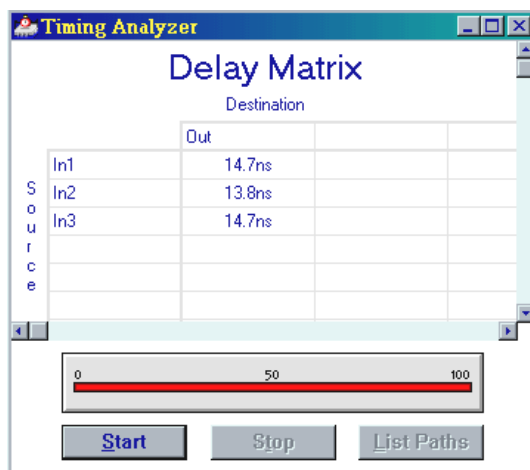 Timing Analyzer
Delay Matrix
Destination
Out
Source
In1 14.7ns
In2 13.8ns
In3 14.7ns
0 50 100
Start Stop List Paths